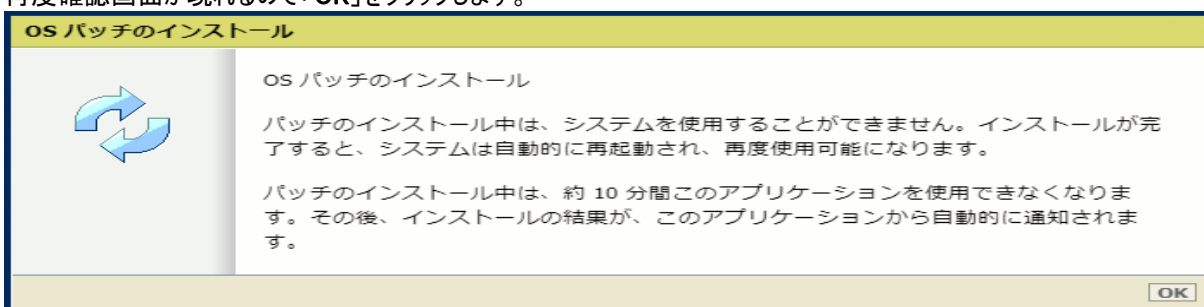 再度確認画面が現れるので「OK」をクリックします。
OS パッチのインストール
OS パッチのインストール
パッチのインストール中は、システムを使用することができません。インストールが完
了すると、システムは自動的に再起動され、再度使用可能になります。
パッチのインストール中は、約 10 分間このアプリケーションを使用できなくなりま
す。その後、インストールの結果が、このアプリケーションから自動的に通知されま
す。
OK